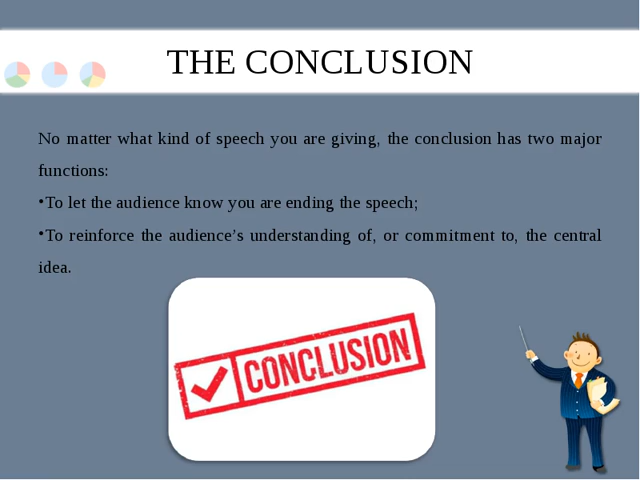 THE CONCLUSION
No matter what kind of speech you are giving, the conclusion has two major
functions:
•To let the audience know you are ending the speech;
•To reinforce the audience’s understanding of, or commitment to, the central
idea.
CONCLUSION